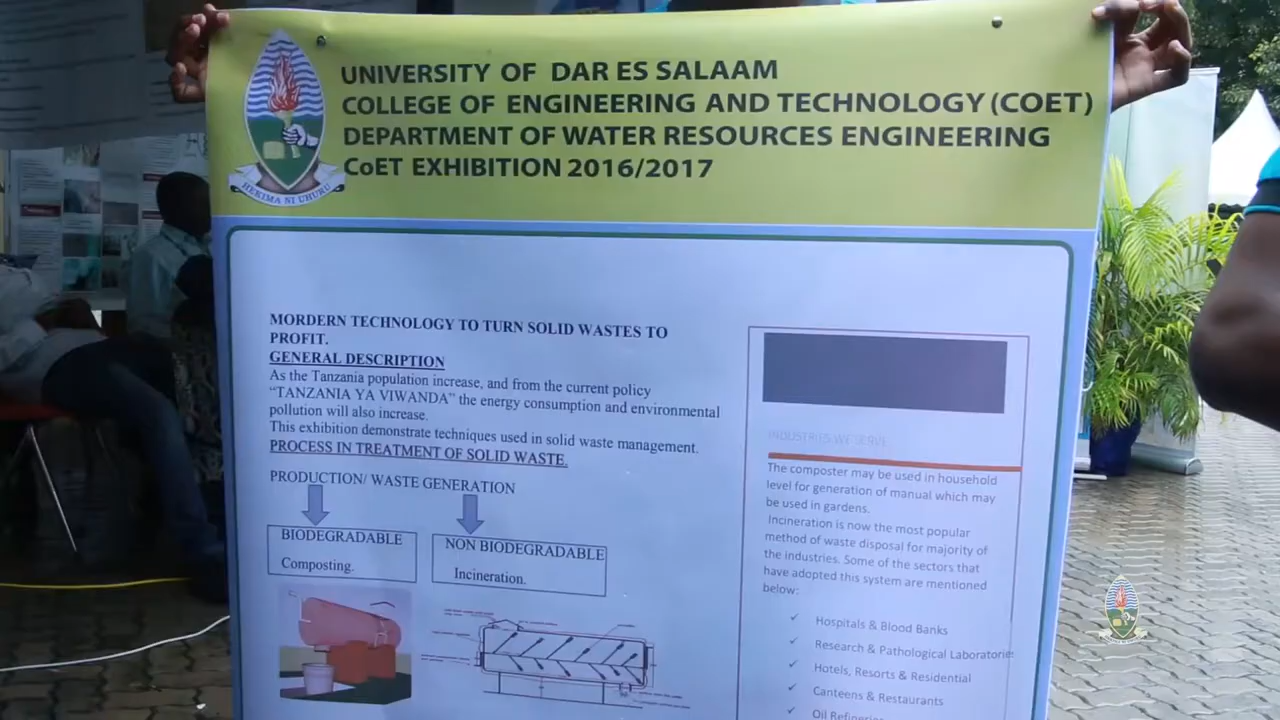 UNIVERSITY OF DAR ES SALAAM
COLLEGE OF ENGINEERING AND TECHNOLOGY (COET)
DEPARTMENT OF WATER RESOURCES ENGINEERING
CoET EXHIBITION 2016/2017
HEKIMA NI UHURU
MORDERN TECHNOLOGY TO TURN SOLID WASTES TO
PROFIT.
GENERAL DESCRIPTION
As the Tanzania population increase, and from the current policy
“TANZANIA YA VIWANDA” the energy consumption and environmental
pollution will also increase.
This exhibition demonstrate techniques used in solid waste management.
PROCESS IN TREATMENT OF SOLID WASTE.
PRODUCTION/ WASTE GENERATION
BIODEGRADABLE
Composting.
NON BIODEGRADABLE
Incineration.
INDUSTRIES WE SERVE
The composter may be used in household
level for generation of manual which may
be used in gardens.
Incineration is now the most popular
method of waste disposal for majority of
the industries. Some of the sectors that
have adopted this system are mentioned
below:
✓ Hospitals & Blood Banks
✓ Research & Pathological Laboratories
✓ Hotels, Resorts & Residential
✓ Canteens & Restaurants
✓ Oil Refineries